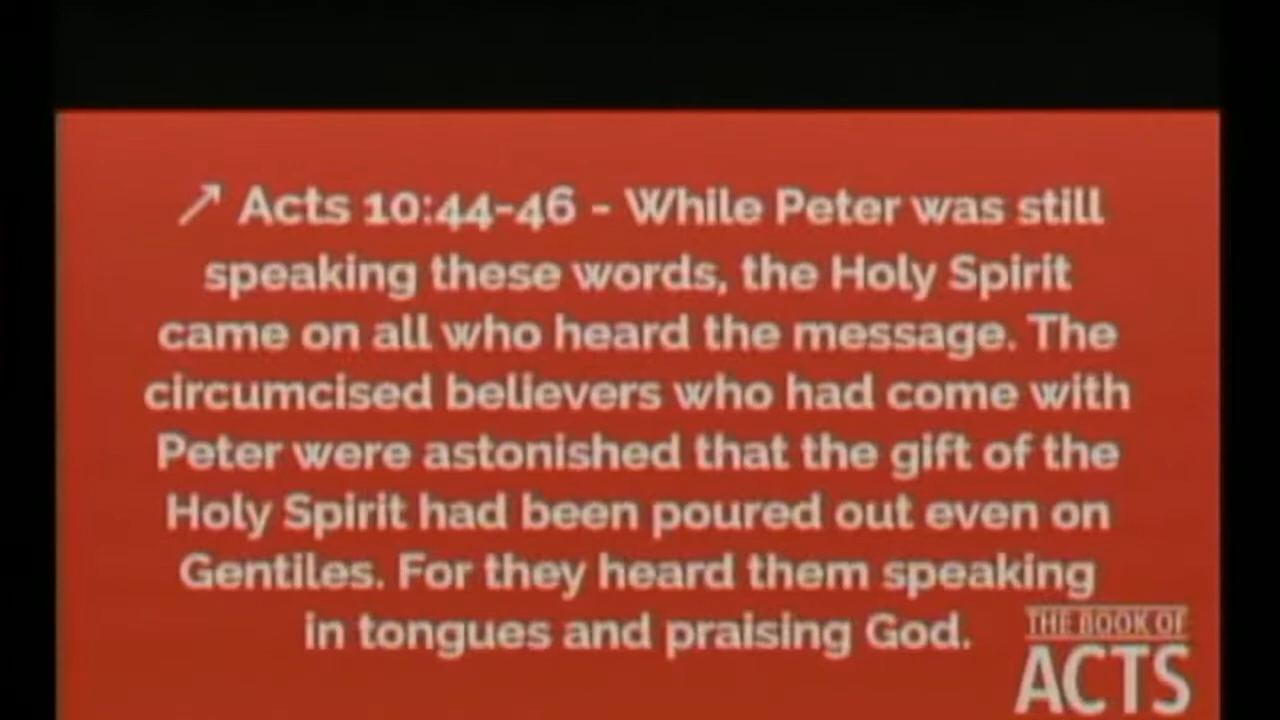 ↗ Acts 10:44-46 - While Peter was still
speaking these words, the Holy Spirit
came on all who heard the message. The
circumcised believers who had come with
Peter were astonished that the gift of the
Holy Spirit had been poured out even on
Gentiles. For they heard them speaking
in tongues and praising God.
THE BOOK OF
ACTS